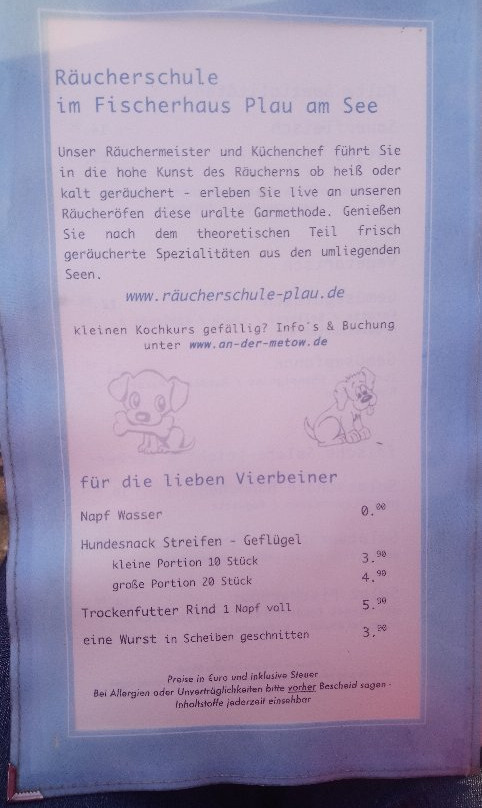 Räucherschule
im Fischerhaus Plau am See
Unser Räuchermeister und Küchenchef führt Sie
in die hohe Kunst des Räucherns ob heiß oder
kalt geräuchert - erleben Sie live an unseren
Räucheröfen diese uralte Garmethode. Genießen
Sie nach dem theoretischen Teil frisch
geräucherte Spezialitäten aus den umliegenden
Seen.
www.räucherschule-plau.de
kleinen Kochkurs gefällig? Info´s & Buchung
unter www.an-der-metow.de
für die lieben Vierbeiner
Napf Wasser 0.00
Hundesnack Streifen - Geflügel
kleine Portion 10 Stück 3.90
große Portion 20 Stück 4.90
Trockenfutter Rind 1 Napf voll 5.90
eine Wurst in Scheiben geschnitten 3.
Preise in Euro und inklusive Steuer
Bei Allergien oder Unverträglichkeiten bitte vorher Bescheid sagen -
Inhaltstoffe jederzeit einsehbar